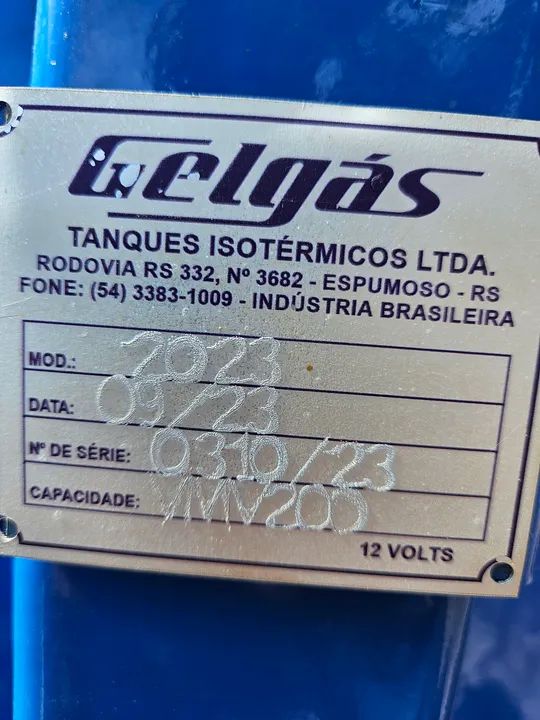 Gelgás
TANQUES ISOTÉRMICOS LTDA.
RODOVIA RS 332, Nº 3682 - ESPUMOSO - RS
FONE: (54) 3383-1009 - INDÚSTRIA BRASILEIRA
MOD.: 2023
DATA: 09/23
Nº DE SÉRIE: 0310/23
CAPACIDADE: VMV200
12 VOLTS